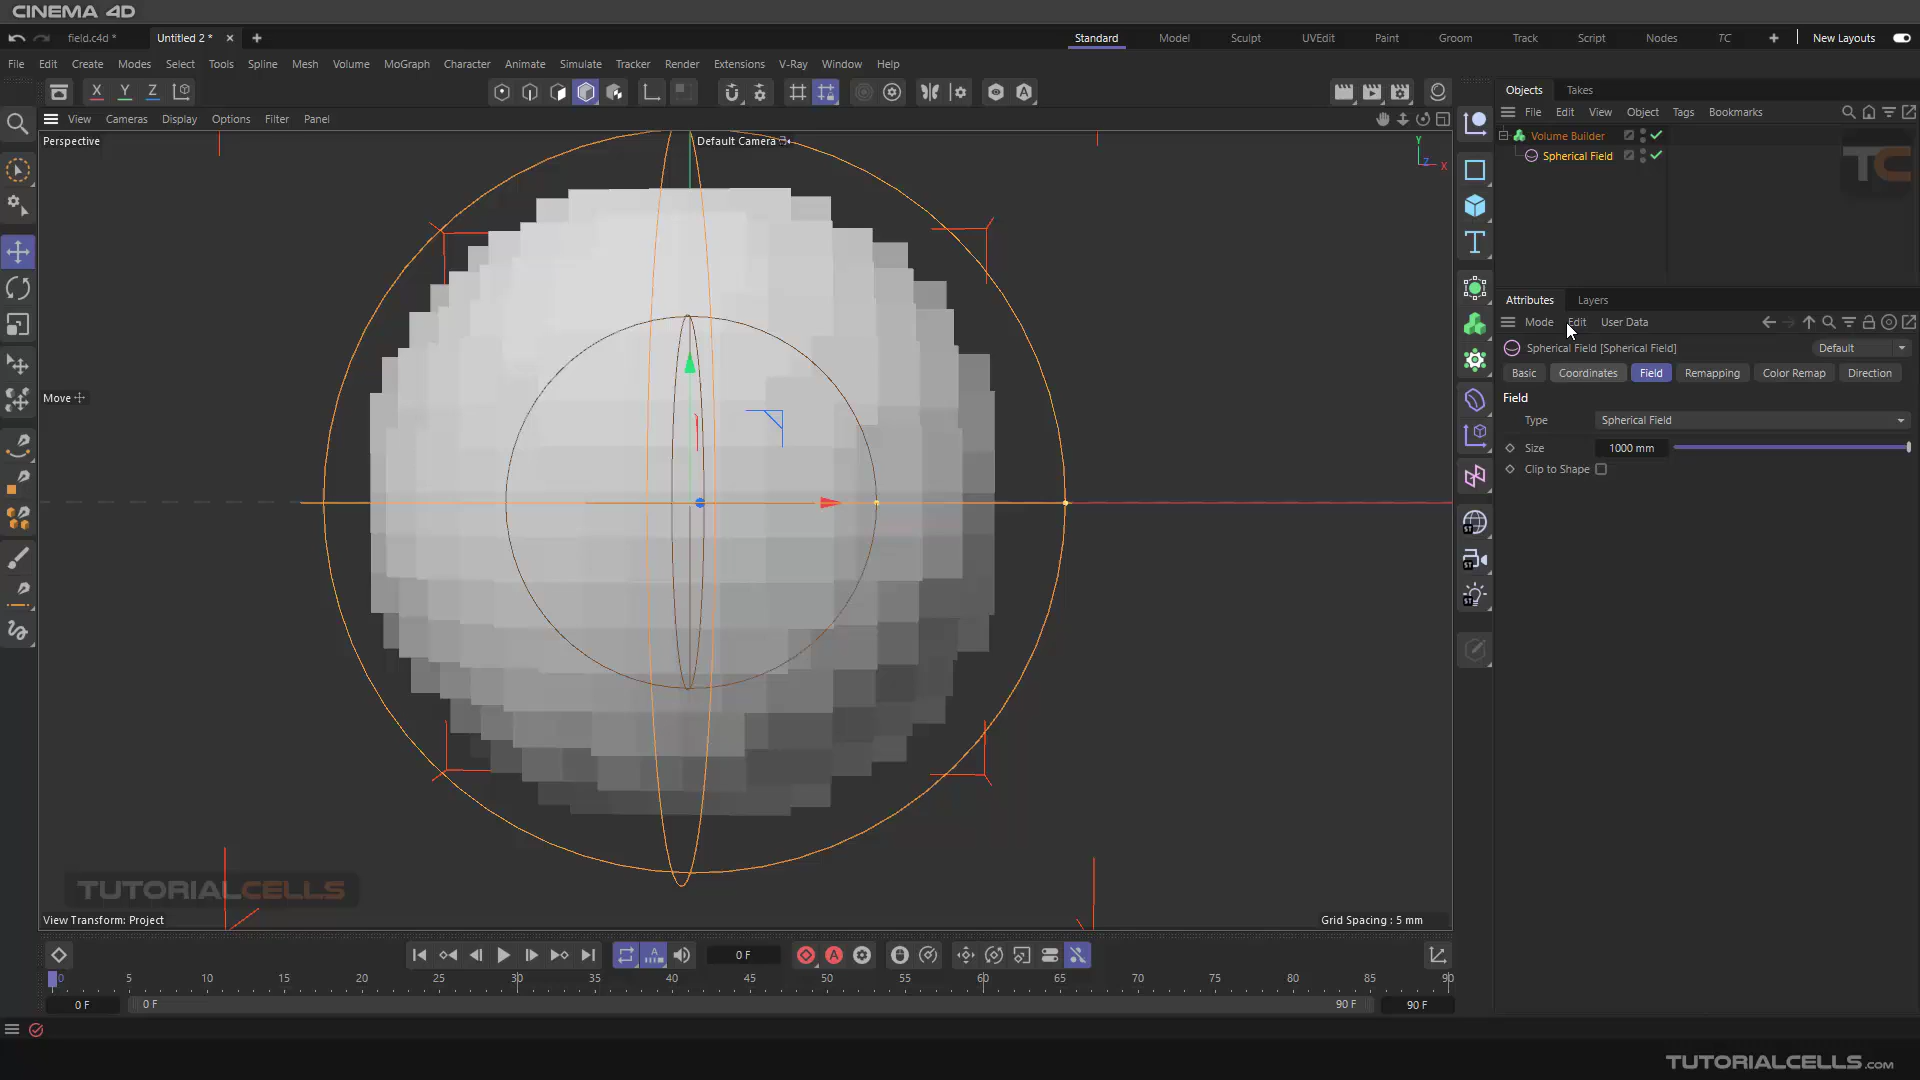 CINEMA 4D
field.c4d *
Untitled 2 *
Standard
Model
Sculpt
UVEdit
Paint
Groom
Track
Script
Nodes
TC
New Layouts
File Edit Create Modes Select Tools Spline Mesh Volume MoGraph Character Animate Simulate Tracker Render Extensions V-Ray Window Help
X Y Z
Objects Takes
View Cameras Display Options Filter Panel
File Edit View Object Tags Bookmarks
Perspective
Default Camera
Y
Z
X
Volume Builder
Spherical Field
TC
Attributes Layers
Mode Edit User Data
Spherical Field [Spherical Field]
Default
Basic Coordinates Field Remapping Color Remap Direction
Field
Type Spherical Field
Size 1000 mm
Clip to Shape
Move
ST
ST
ST
TUTORIALCELLS
View Transform: Project
Grid Spacing : 5 mm
0 F
A
A
0 5 10 15 20 25 30 35 40 45 50 55 60 65 70 75 80 85 90
0 F
0 F
90 F
90 F
TUTORIALCELLS.com